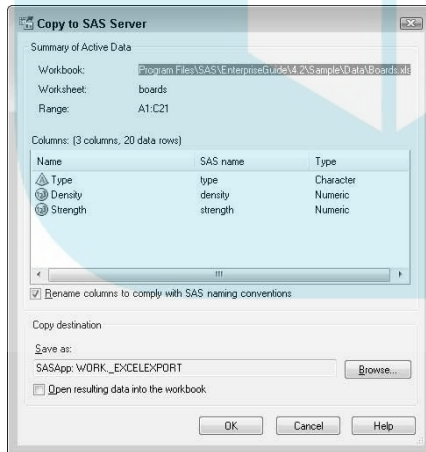 Copy to SAS Server
Summary of Active Data
Workbook: Program Files\SAS\EnterpriseGuide\4.2\Sample\Data\Boards.xls
Worksheet: boards
Range: A1:C21
Columns: (3 columns, 20 data rows)
Name SAS name Type
Type type Character
Density density Numeric
Strength strength Numeric
Rename columns to comply with SAS naming conventions
Copy destination
Save as:
SASApp: WORK._EXCELEXPORT Browse...
Open resulting data into the workbook
OK Cancel Help